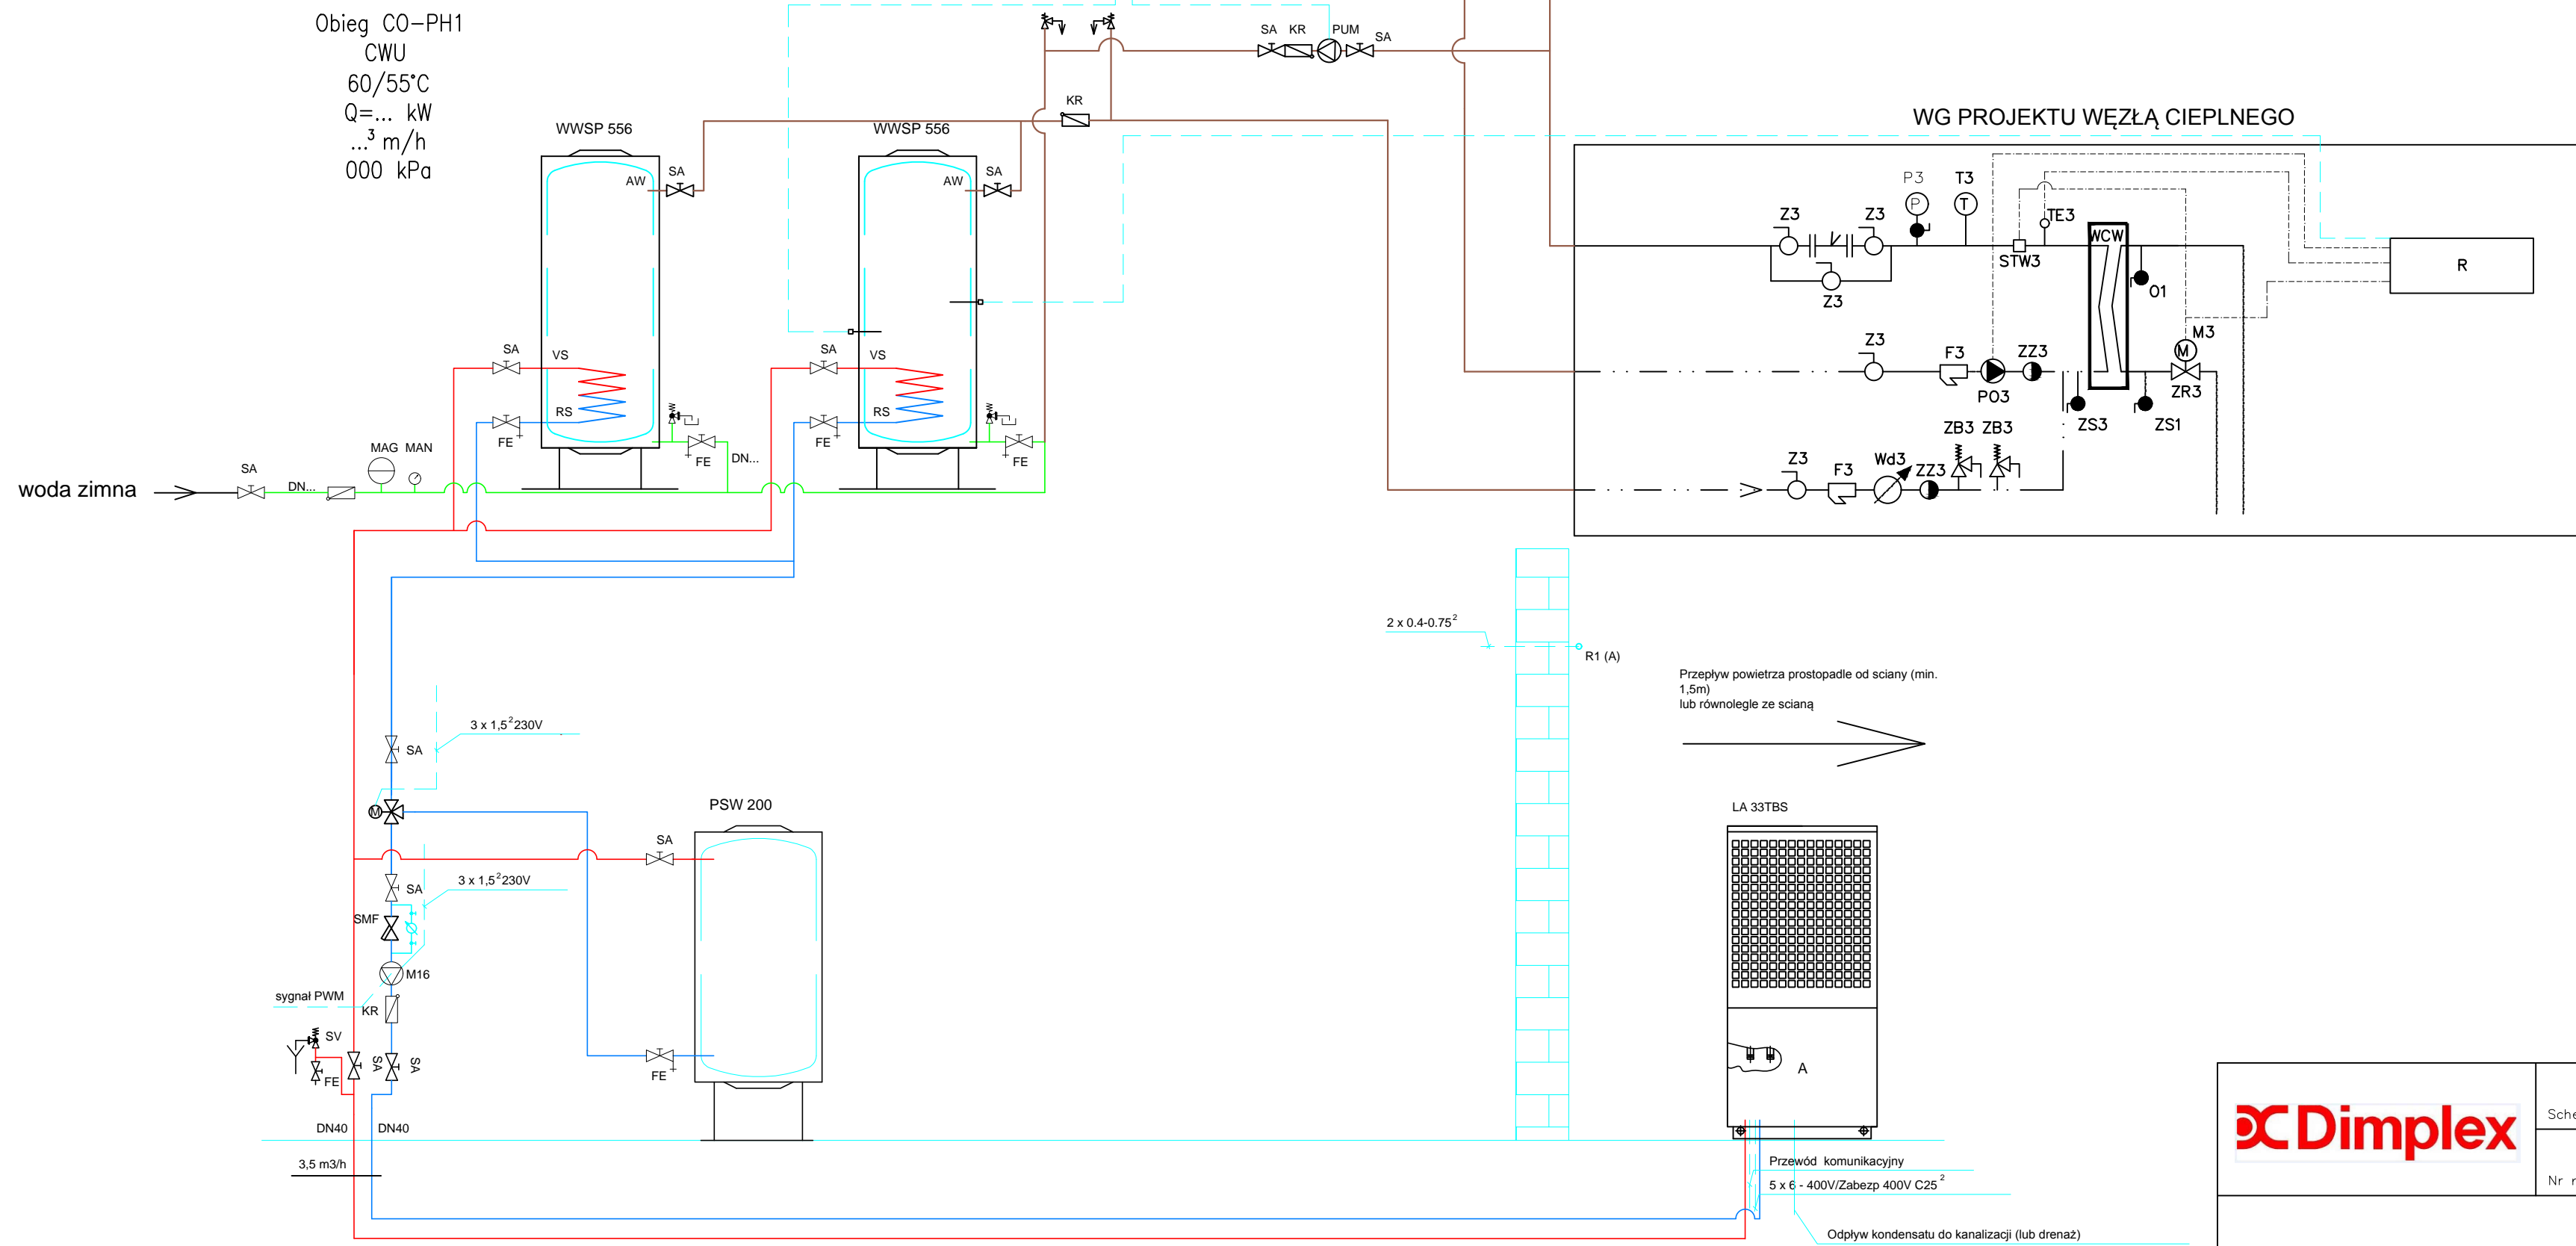 Obieg CO-PH1
CWU
60/55°C
Q=... kW
...³ m/h
000 kPa
SA KR PUM SA
KR
WG PROJEKTU WĘZŁĄ CIEPLNEGO
WWSP 556
WWSP 556
AW SA
AW SA
P3 T3
P T
Z3 Z3
TE3
WCW
STW3
Z3
O1
R
M3
M
SA VS
SA VS
Z3
F3 ZZ3
PO3
ZR3
RS
RS
FE
FE
ZS3 ZS1
ZB3 ZB3
FE DN...
FE
MAG MAN
SA
DN...
woda zimna
Z3 F3 Wd3 ZZ3
2 x 0.4-0.75²
R1 (A)
Przepływ powietrza prostopadle od sciany (min.
1,5m)
lub równolegle ze scianą
3 x 1,5²230V
SA
M
PSW 200
LA 33TBS
SA
3 x 1,5²230V
SA
SMF
M16
sygnał PWM
KR
SV
FE
SA
SA
FE
A
DN40 DN40
3,5 m3/h
Przewód komunikacyjny
5 x 6 - 400V/Zabezp 400V C25²
Odpływ kondensatu do kanalizacji (lub drenaż)
Dimplex
Sche
Nr r